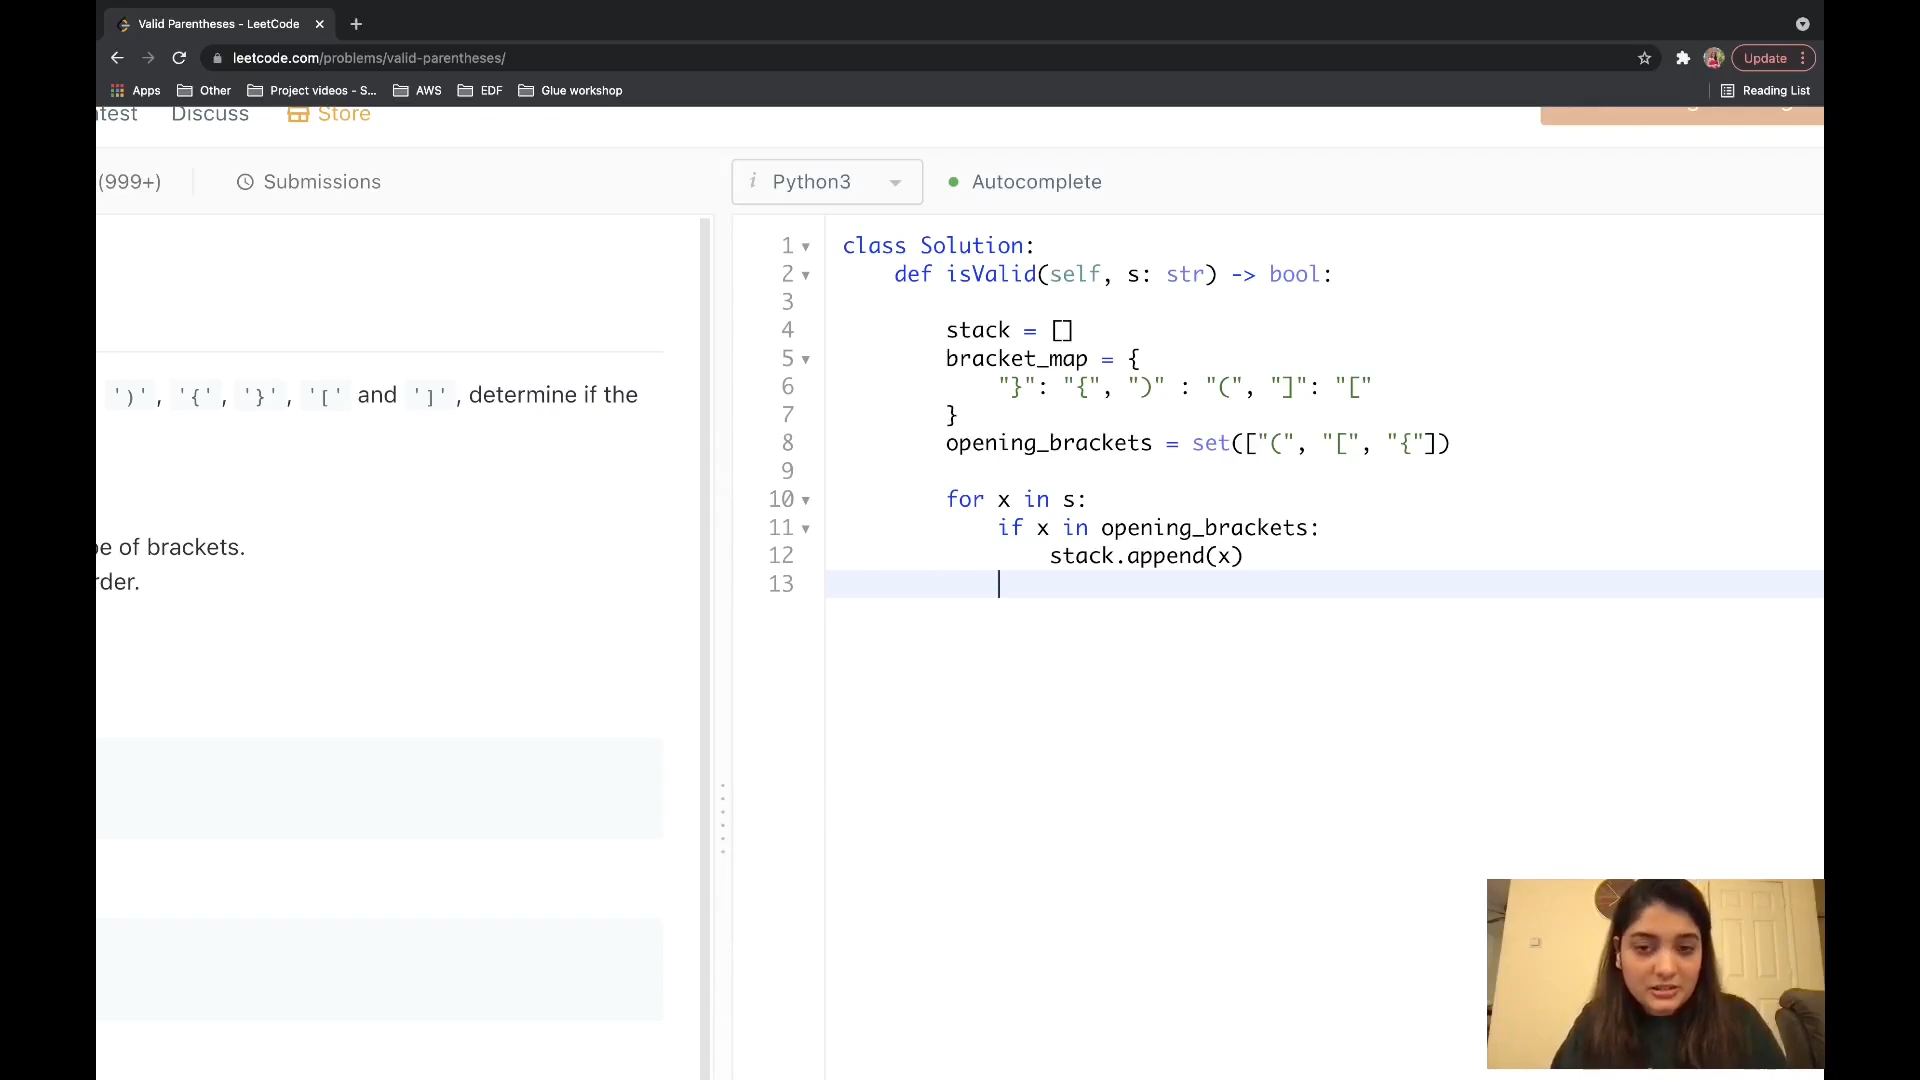 Valid Parentheses - LeetCode
leetcode.com/problems/valid-parentheses/
Update
Apps
Other
Project videos - S...
AWS
EDF
Glue workshop
Reading List
Discuss
Store
(999+)
Submissions
i
Python3
Autocomplete
')', '{', '}', '[' and ']', determine if the
of brackets.
1 class Solution:
2 def isValid(self, s: str) -> bool:
3
4 stack = []
5 bracket_map = {
6 "}": "{", ")" : "(", "]": "["
7 }
8 opening_brackets = set(["(", "[", "{"])
9
10 for x in s:
11 if x in opening_brackets:
12 stack.append(x)
13